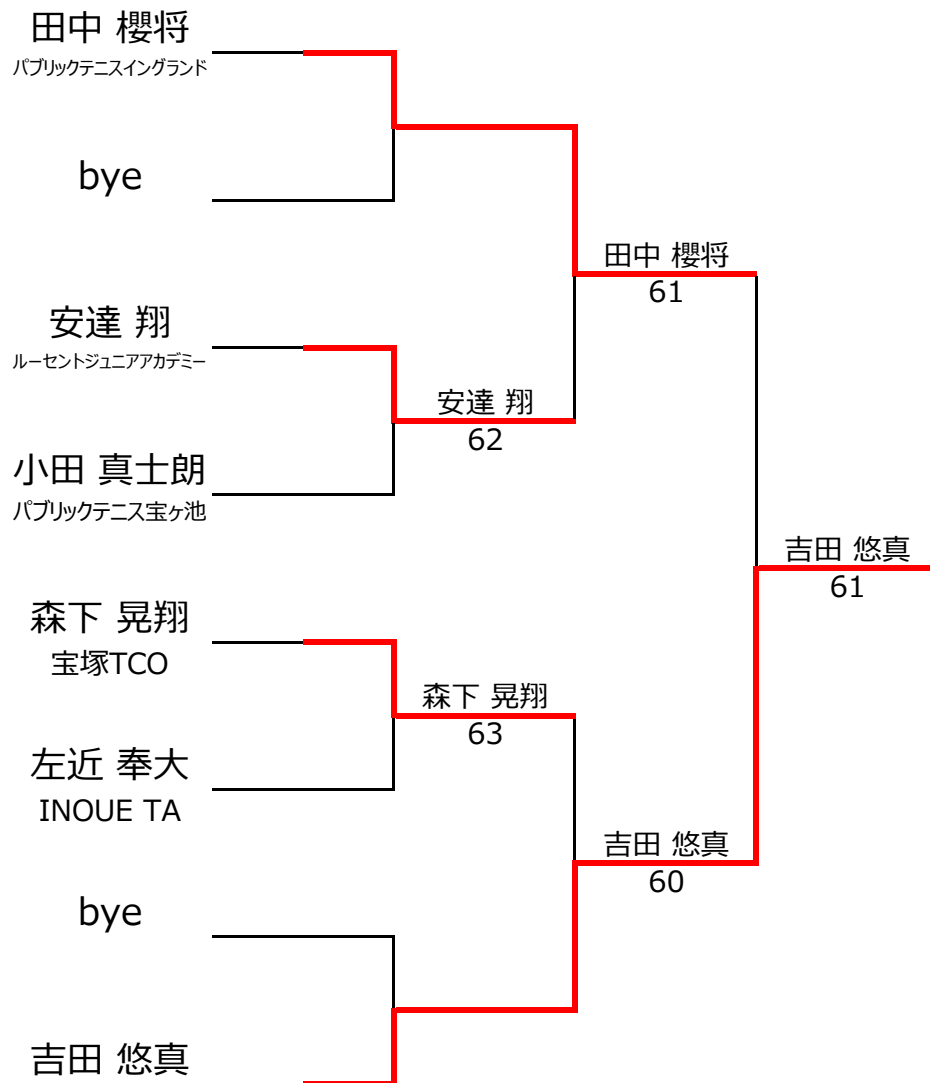 田中 櫻将
パブリックテニスイングランド
bye
安達 翔
ルーセントジュニアアカデミー
小田 真士朗
パブリックテニス宝ヶ池
森下 晃翔
宝塚TCO
左近 奉大
INOUE TA
bye
吉田 悠真
安達 翔
62
森下 晃翔
63
田中 櫻将
61
吉田 悠真
60
吉田 悠真
61